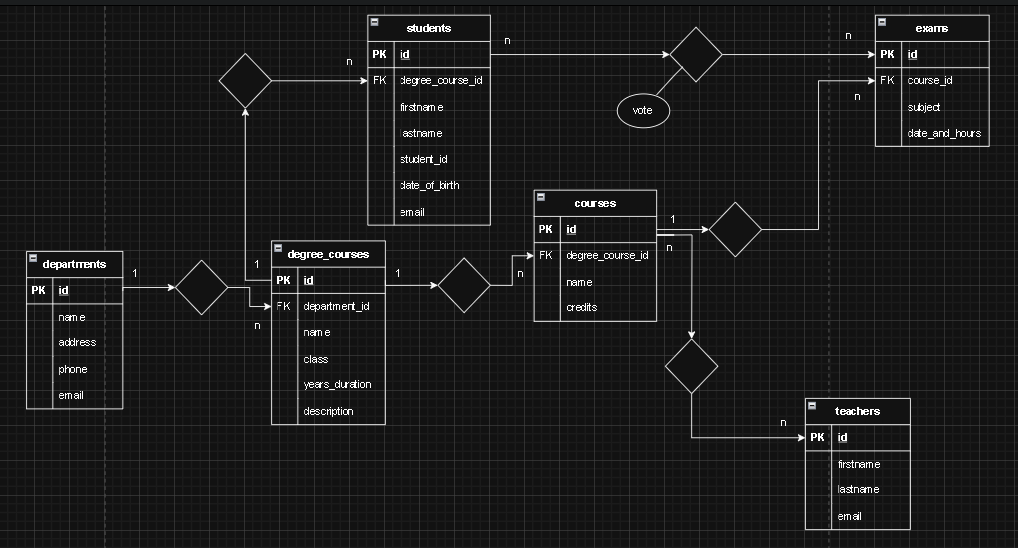 students
PK id
FK degree_course_id
firstname
lastname
student_id
date_of_birth
email
n
n
n
vote
exams
PK id
FK course_id
subject
date_and_hours
n
courses
PK id
FK degree_course_id
name
credits
1
n
departments
PK id
name
address
phone
email
1
n
1
degree_courses
PK id
FK department_id
name
class
years_duration
description
1
n
n
teachers
PK id
firstname
lastname
email